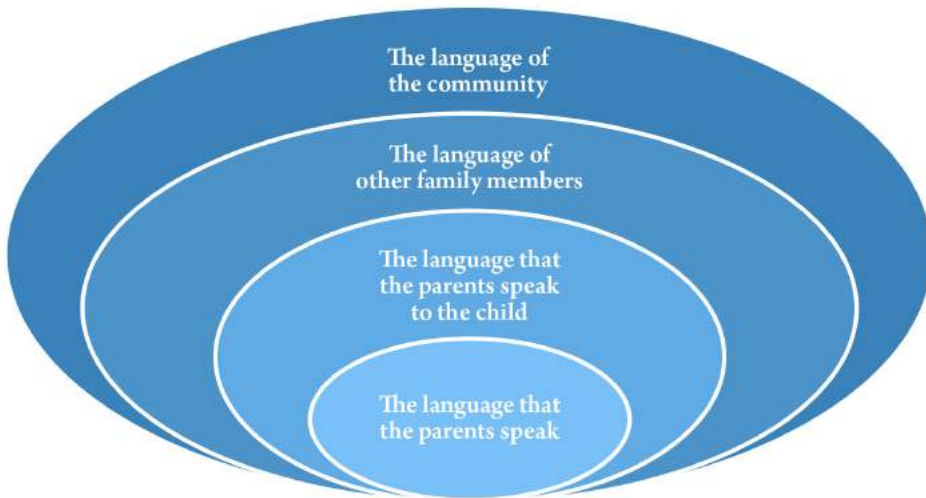 The language of
the community
The language of
other family members
The language that
the parents speak
to the child
The language that
the parents speak